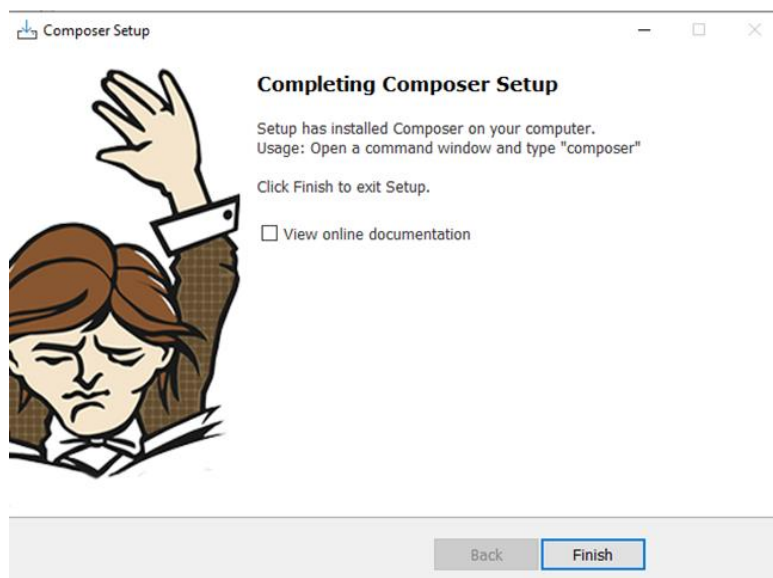 Composer Setup
Completing Composer Setup
Setup has installed Composer on your computer.
Usage: Open a command window and type "composer"
Click Finish to exit Setup.
View online documentation
Back
Finish